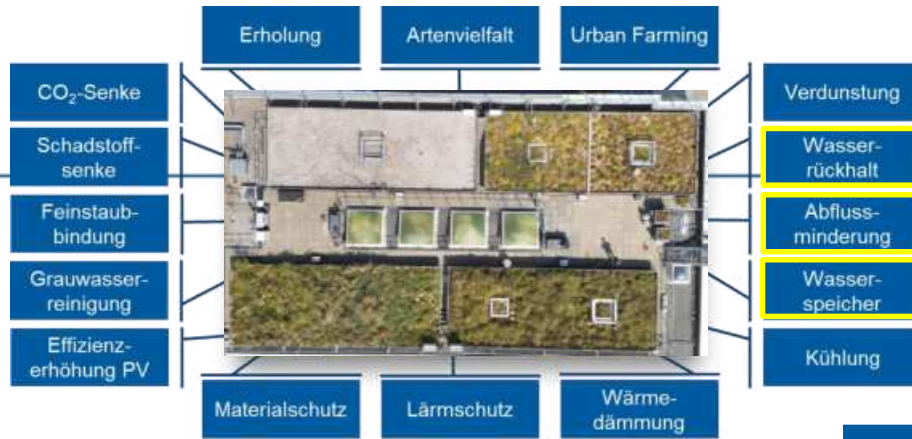 Erholung
Artenvielfalt
Urban Farming
CO₂-Senke
Schadstoff-
senke
Feinstaub-
bindung
Grauwasser-
reinigung
Effizienz-
erhöhung PV
Verdunstung
Wasser-
rückhalt
Abfluss-
minderung
Wasser-
speicher
Kühlung
Materialschutz
Lärmschutz
Wärme-
dämmung